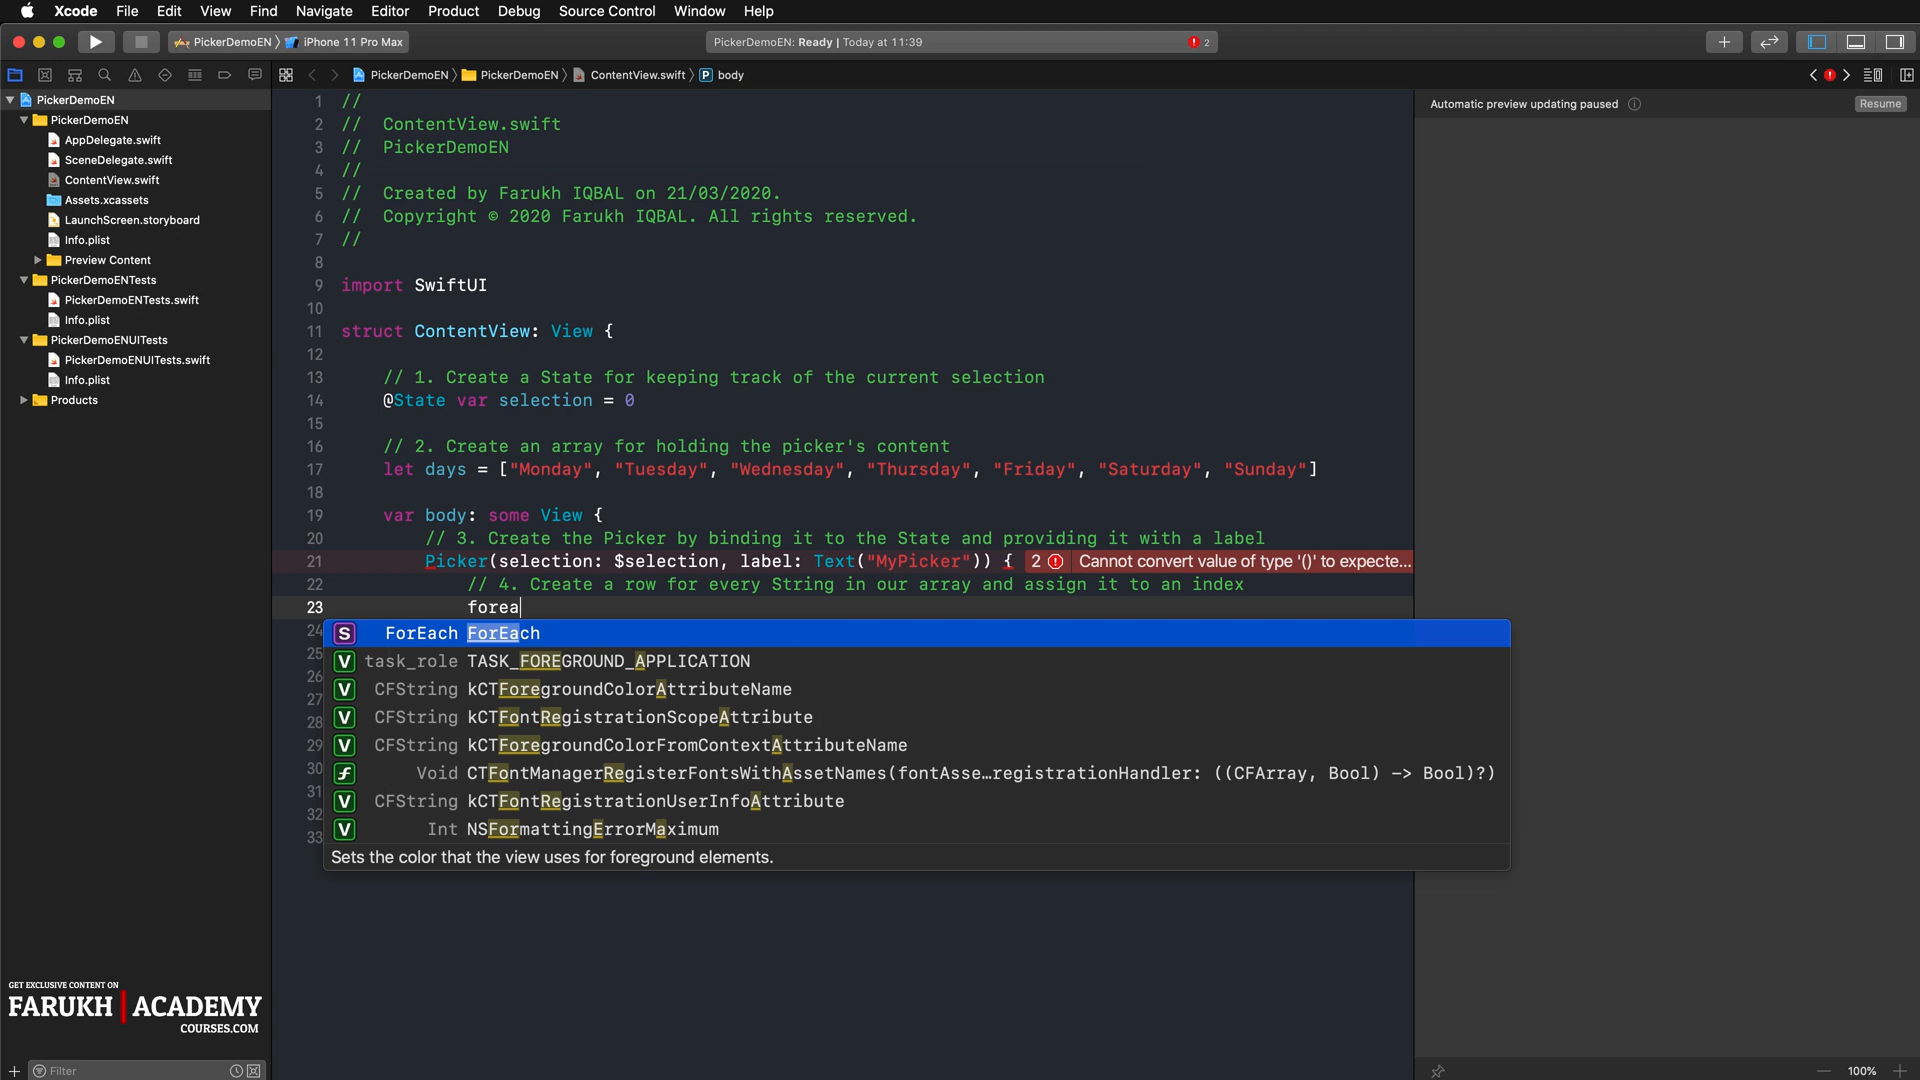 Xcode File Edit View Find Navigate Editor Product Debug Source Control Window Help
PickerDemoEN 〉 iPhone 11 Pro Max
PickerDemoEN: Ready | Today at 11:39
2
PickerDemoEN 〉 PickerDemoEN 〉 ContentView.swift 〉 P body
PickerDemoEN
PickerDemoEN
AppDelegate.swift
SceneDelegate.swift
ContentView.swift
Assets.xcassets
LaunchScreen.storyboard
Info.plist
Preview Content
PickerDemoENTests
PickerDemoENTests.swift
Info.plist
PickerDemoENUITests
PickerDemoENUITests.swift
Info.plist
Products
GET EXCLUSIVE CONTENT ON
FARUKH ACADEMY
COURSES.COM
Filter
1 //
2 // ContentView.swift
3 // PickerDemoEN
4 //
5 // Created by Farukh IQBAL on 21/03/2020.
6 // Copyright © 2020 Farukh IQBAL. All rights reserved.
7 //
8
9 import SwiftUI
10
11 struct ContentView: View {
12
13 // 1. Create a State for keeping track of the current selection
14 @State var selection = 0
15
16 // 2. Create an array for holding the picker's content
17 let days = ["Monday", "Tuesday", "Wednesday", "Thursday", "Friday", "Saturday", "Sunday"]
18
19 var body: some View {
20 // 3. Create the Picker by binding it to the State and providing it with a label
21 Picker(selection: $selection, label: Text("MyPicker")) { 2 Cannot convert value of type '()' to expecte...
22 // 4. Create a row for every String in our array and assign it to an index
23 forea
24 S ForEach ForEach
25 V task_role TASK_FOREGROUND_APPLICATION
26
27 V CFString kCTForegroundColorAttributeName
28 V CFString kCTFontRegistrationScopeAttribute
29 V CFString kCTForegroundColorFromContextAttributeName
30 f Void CTFontManagerRegisterFontsWithAssetNames(fontAsse…registrationHandler: ((CFArray, Bool) -> Bool)?)
31 V CFString kCTFontRegistrationUserInfoAttribute
32
33 V Int NSFormattingErrorMaximum
Sets the color that the view uses for foreground elements.
Automatic preview updating paused
Resume
100%